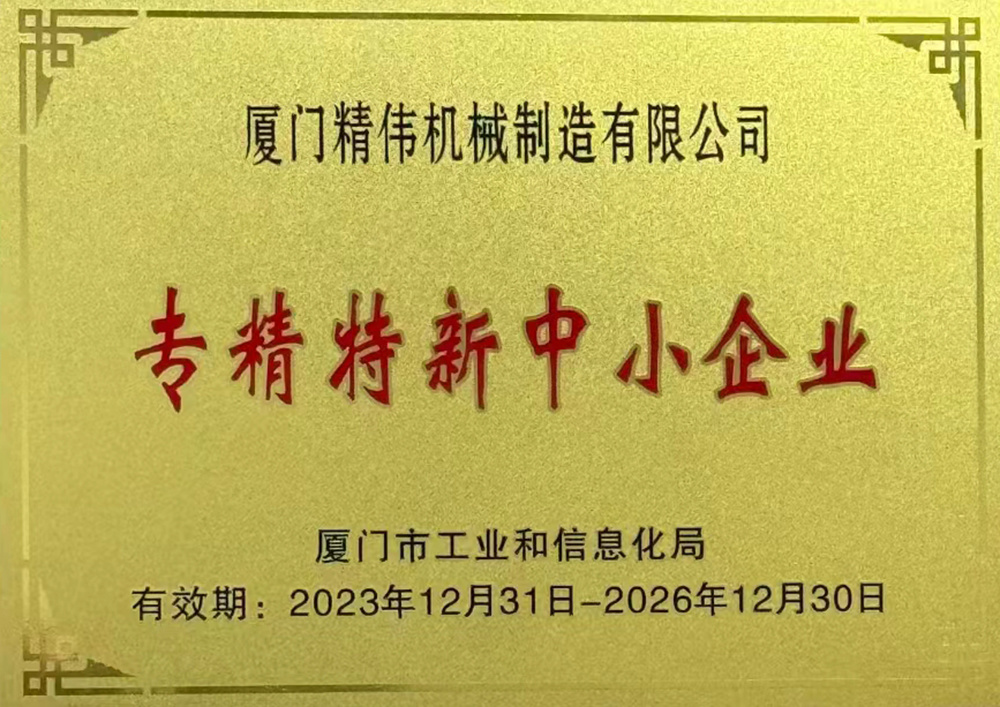 厦门精伟机械制造有限公司
专精特新中小企业
厦门市工业和信息化局
有效期：2023年12月31日-2026年12月30日